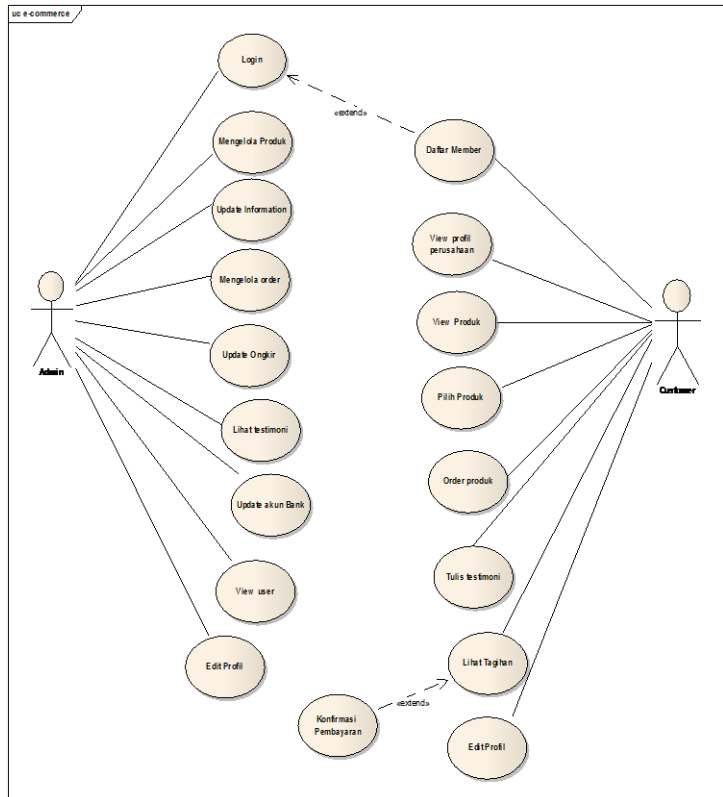 uc e-commerce
Login
«extend»
Mengelola Produk
Daftar Member
Update Information
View profil
perusahaan
Mengelola order
View Produk
Update Ongkir
Admin
Customer
Pilih Produk
Lihat testimoni
Order produk
Update akun Bank
Tulis testimoni
View user
Lihat Tagihan
Edit Profil
«extend»
Konfirmasi
Pembayaran
Edit Profil